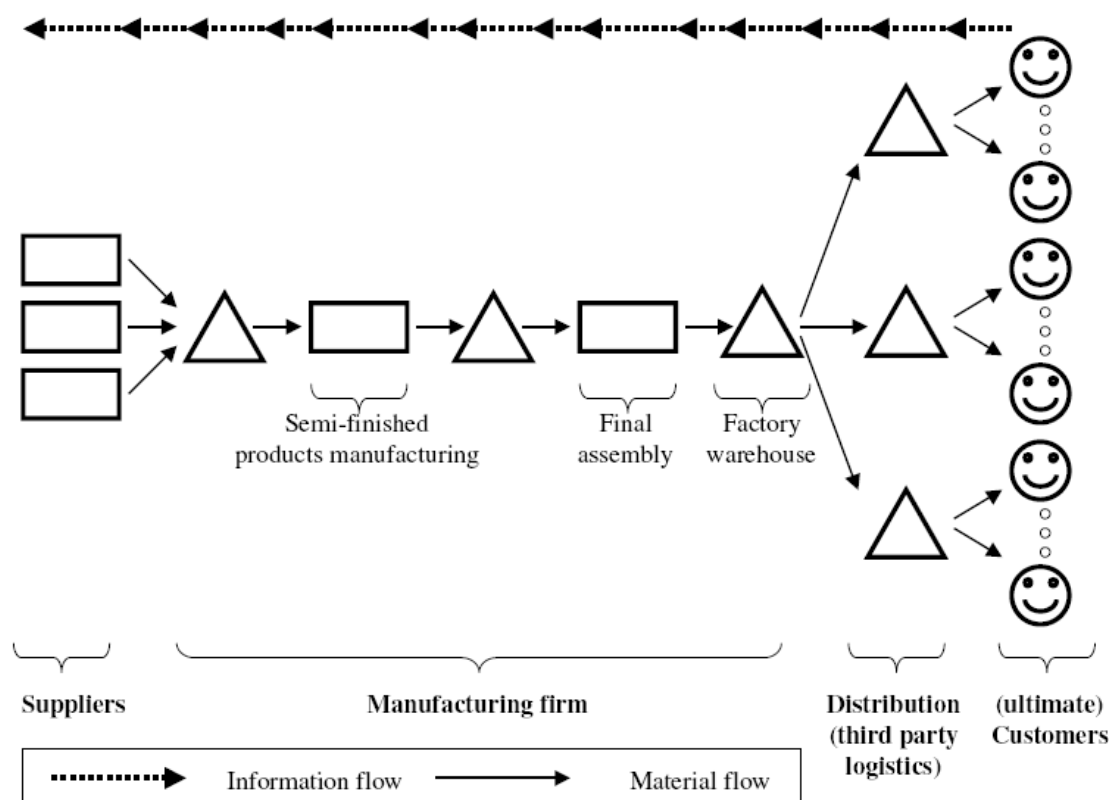 Semi-finished
products manufacturing
Final
assembly
Factory
warehouse
Suppliers
Manufacturing firm
Distribution
(third party
logistics)
(ultimate)
Customers
Information flow
Material flow